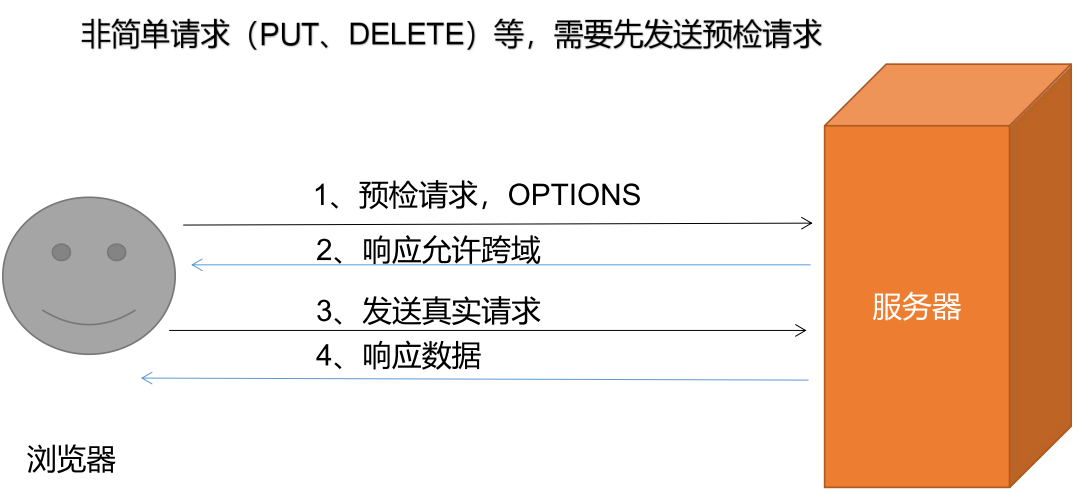 非简单请求（PUT、DELETE）等，需要先发送预检请求
1、预检请求，OPTIONS
2、响应允许跨域
3、发送真实请求
服务器
4、响应数据
浏览器